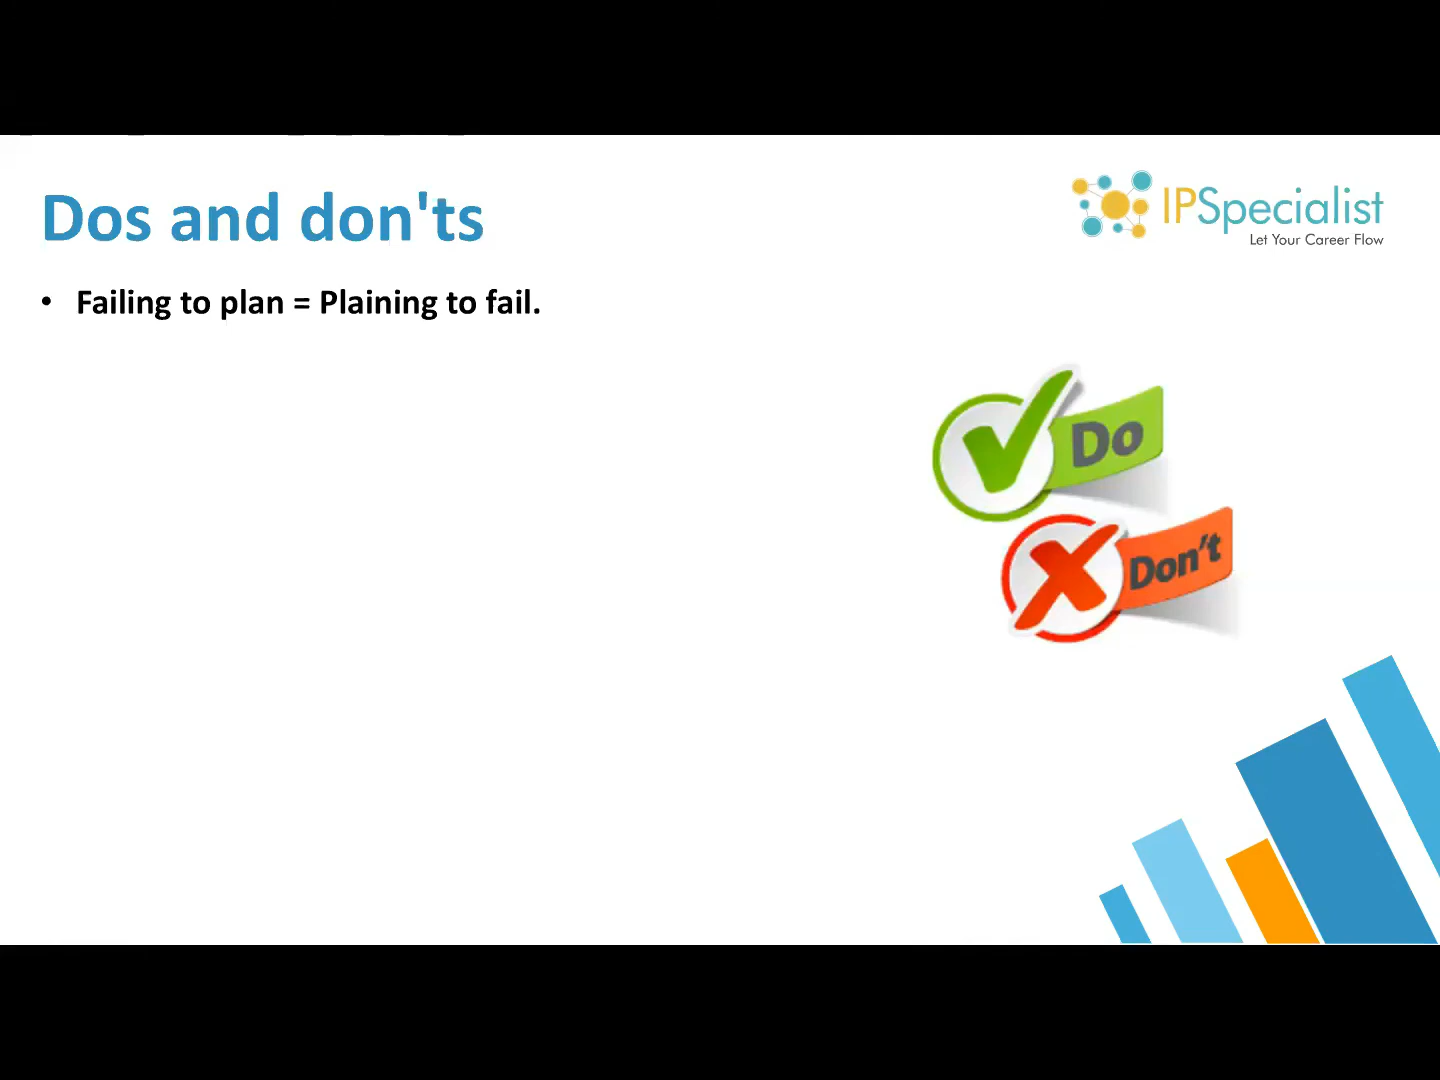 Dos and don'ts
IPSpecialist
Let Your Career Flow
• Failing to plan = Plaining to fail.
Do
Don't